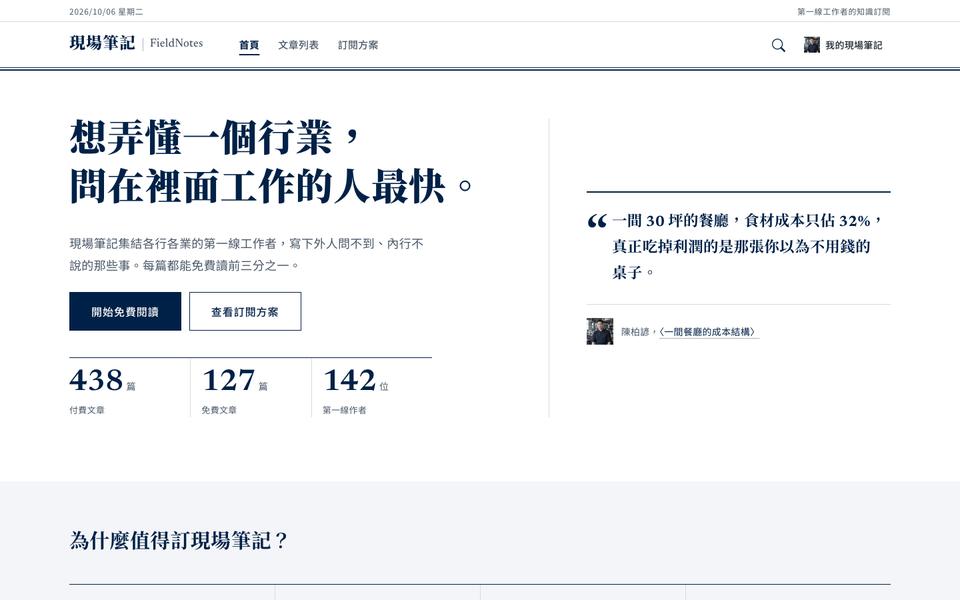 2026/10/06 星期二
第一線工作者的知識訂閱
現場筆記 | FieldNotes
首頁
文章列表
訂閱方案
我的現場筆記
想弄懂一個行業，
問在裡面工作的人最快。
現場筆記集結各行各業的第一線工作者，寫下外人問不到、內行不
說的那些事。每篇都能免費讀前三分之一。
開始免費閱讀
查看訂閱方案
438 篇
付費文章
127 篇
免費文章
142 位
第一線作者
“一間 30 坪的餐廳，食材成本只佔 32%，
真正吃掉利潤的是那張你以為不用錢的
桌子。
陳柏諺，〈一間餐廳的成本結構〉
為什麼值得訂現場筆記？